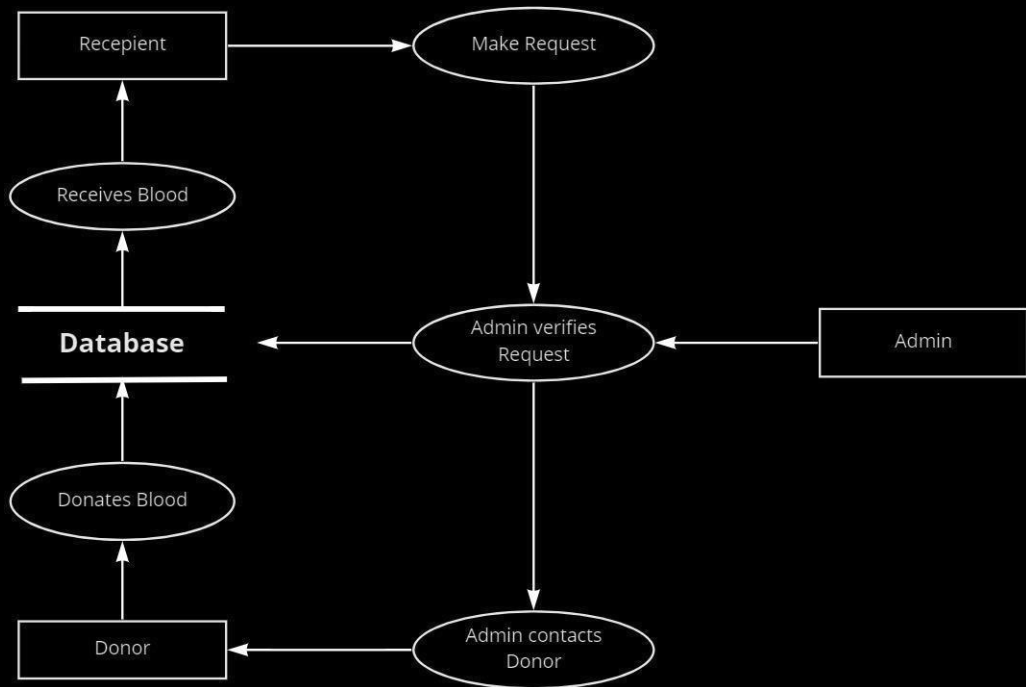 Recepient
Make Request
Receives Blood
Database
Admin verifies
Request
Admin
Donates Blood
Donor
Admin contacts
Donor